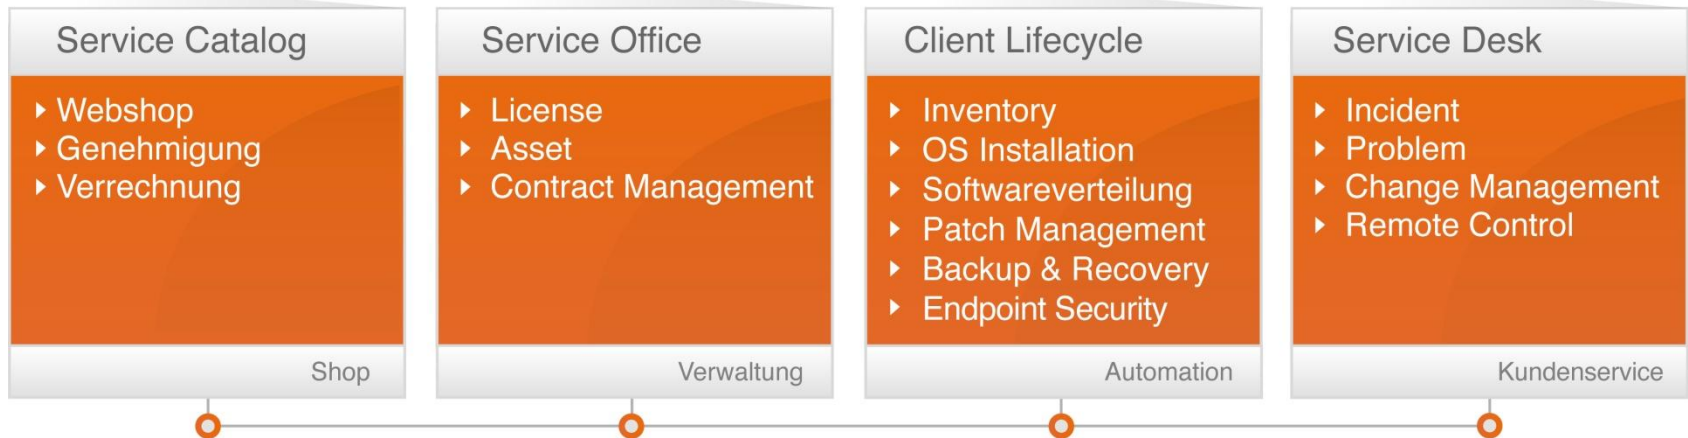 Service Catalog
Webshop
Genehmigung
Verrechnung
Shop
Service Office
License
Asset
Contract Management
Verwaltung
Client Lifecycle
Inventory
OS Installation
Softwareverteilung
Patch Management
Backup & Recovery
Endpoint Security
Automation
Service Desk
Incident
Problem
Change Management
Remote Control
Kundenservice